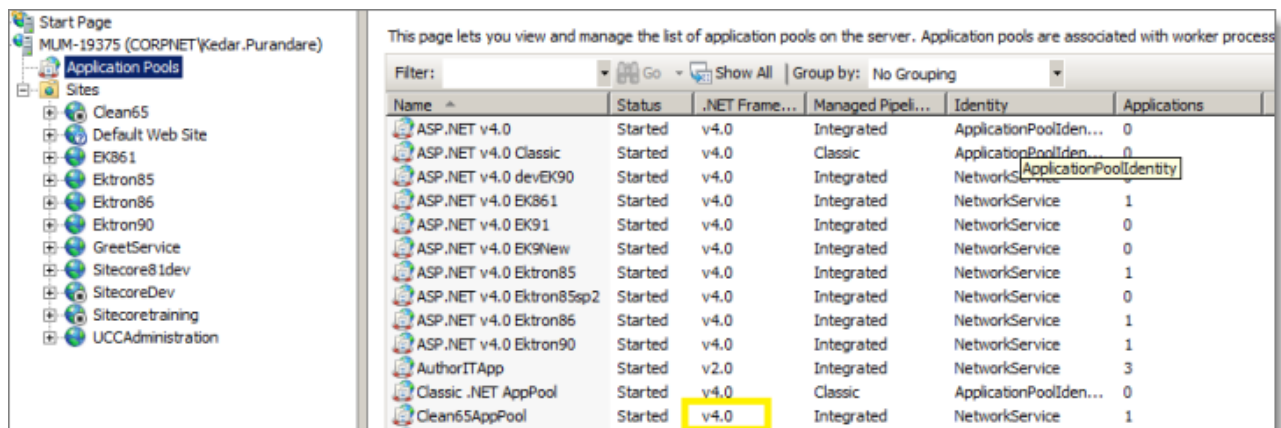 Start Page
MUM-19375 (CORPNET\Kedar.Purandare)
Application Pools
Sites
Clean65
Default Web Site
EK861
Ektron85
Ektron86
Ektron90
GreetService
Sitecore81dev
SitecoreDev
Sitecoretraining
UCCAdministration
This page lets you view and manage the list of application pools on the server. Application pools are associated with worker process
Filter: Go Show All Group by: No Grouping
Name Status .NET Frame... Managed Pipeli... Identity Applications
ASP.NET v4.0 Started v4.0 Integrated ApplicationPoolIden... 0
ASP.NET v4.0 Classic Started v4.0 Classic ApplicationPoolIden... 0
ApplicationPoolIdentity
ASP.NET v4.0 devEK90 Started v4.0 Integrated NetworkService
ASP.NET v4.0 EK861 Started v4.0 Integrated NetworkService 1
ASP.NET v4.0 EK91 Started v4.0 Integrated NetworkService 0
ASP.NET v4.0 EK9New Started v4.0 Integrated NetworkService 0
ASP.NET v4.0 Ektron85 Started v4.0 Integrated NetworkService 1
ASP.NET v4.0 Ektron85sp2 Started v4.0 Integrated NetworkService 0
ASP.NET v4.0 Ektron86 Started v4.0 Integrated NetworkService 1
ASP.NET v4.0 Ektron90 Started v4.0 Integrated NetworkService 1
AuthorITApp Started v2.0 Integrated NetworkService 3
Classic .NET AppPool Started v4.0 Classic ApplicationPoolIden... 0
Clean65AppPool Started v4.0 Integrated NetworkService 1